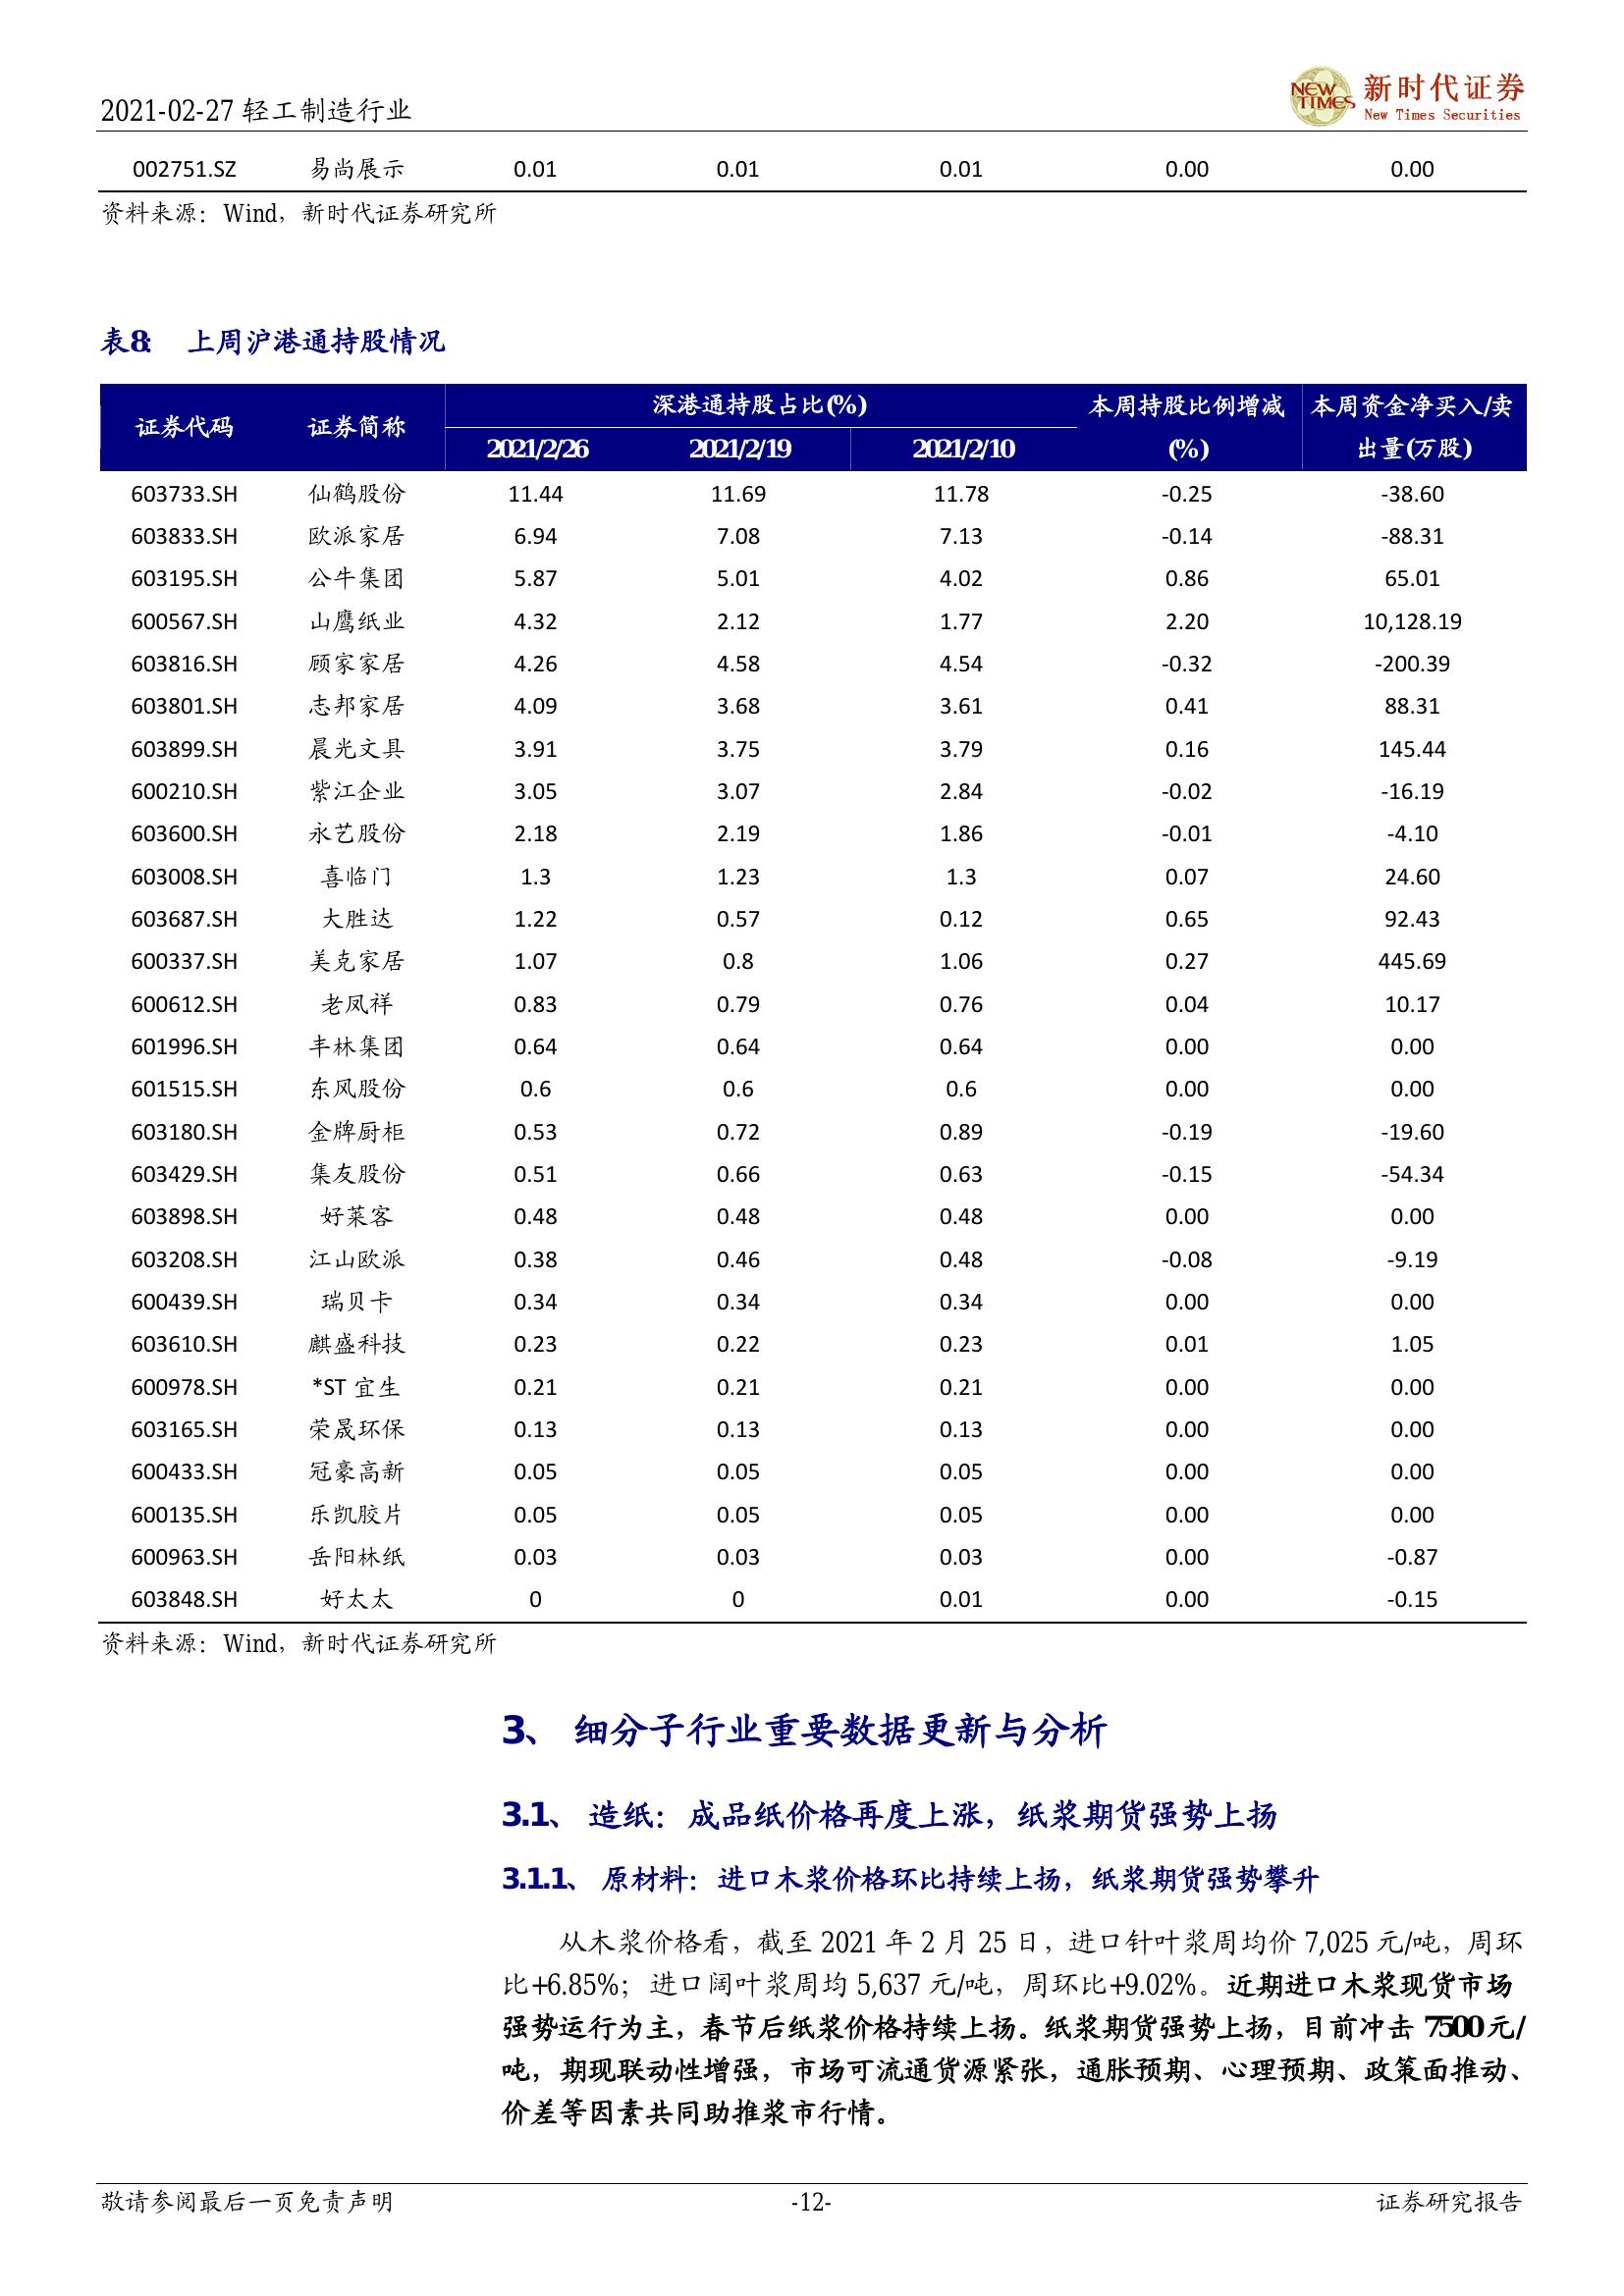 2021-02-27 轻工制造行业
NEW TIMES 新时代证券
New Times Securities
002751.SZ 易尚展示 0.01 0.01 0.01 0.00 0.00
资料来源：Wind，新时代证券研究所
表8: 上周沪港通持股情况
证券代码 证券简称 深港通持股占比(%) 本周持股比例增减(%) 本周资金净买入/卖出量(万股)
2021/2/26 2021/2/19 2021/2/10
603733.SH 仙鹤股份 11.44 11.69 11.78 -0.25 -38.60
603833.SH 欧派家居 6.94 7.08 7.13 -0.14 -88.31
603195.SH 公牛集团 5.87 5.01 4.02 0.86 65.01
600567.SH 山鹰纸业 4.32 2.12 1.77 2.20 10,128.19
603816.SH 顾家家居 4.26 4.58 4.54 -0.32 -200.39
603801.SH 志邦家居 4.09 3.68 3.61 0.41 88.31
603899.SH 晨光文具 3.91 3.75 3.79 0.16 145.44
600210.SH 紫江企业 3.05 3.07 2.84 -0.02 -16.19
603600.SH 永艺股份 2.18 2.19 1.86 -0.01 -4.10
603008.SH 喜临门 1.3 1.23 1.3 0.07 24.60
603687.SH 大胜达 1.22 0.57 0.12 0.65 92.43
600337.SH 美克家居 1.07 0.8 1.06 0.27 445.69
600612.SH 老凤祥 0.83 0.79 0.76 0.04 10.17
601996.SH 丰林集团 0.64 0.64 0.64 0.00 0.00
601515.SH 东风股份 0.6 0.6 0.6 0.00 0.00
603180.SH 金牌厨柜 0.53 0.72 0.89 -0.19 -19.60
603429.SH 集友股份 0.51 0.66 0.63 -0.15 -54.34
603898.SH 好莱客 0.48 0.48 0.48 0.00 0.00
603208.SH 江山欧派 0.38 0.46 0.48 -0.08 -9.19
600439.SH 瑞贝卡 0.34 0.34 0.34 0.00 0.00
603610.SH 麒盛科技 0.23 0.22 0.23 0.01 1.05
600978.SH *ST 宜生 0.21 0.21 0.21 0.00 0.00
603165.SH 荣晟环保 0.13 0.13 0.13 0.00 0.00
600433.SH 冠豪高新 0.05 0.05 0.05 0.00 0.00
600135.SH 乐凯胶片 0.05 0.05 0.05 0.00 0.00
600963.SH 岳阳林纸 0.03 0.03 0.03 0.00 -0.87
603848.SH 好太太 0 0 0.01 0.00 -0.15
资料来源：Wind，新时代证券研究所
3、 细分子行业重要数据更新与分析
3.1、 造纸：成品纸价格再度上涨，纸浆期货强势上扬
3.1.1、 原材料：进口木浆价格环比持续上扬，纸浆期货强势攀升
从木浆价格看，截至 2021 年 2 月 25 日，进口针叶浆周均价 7,025 元/吨，周环
比+6.85%；进口阔叶浆周均 5,637 元/吨，周环比+9.02%。近期进口木浆现货市场
强势运行为主，春节后纸浆价格持续上扬。纸浆期货强势上扬，目前冲击 7500 元/
吨，期现联动性增强，市场可流通货源紧张，通胀预期、心理预期、政策面推动、
价差等因素共同助推浆市行情。
敬请参阅最后一页免责声明 -12- 证券研究报告